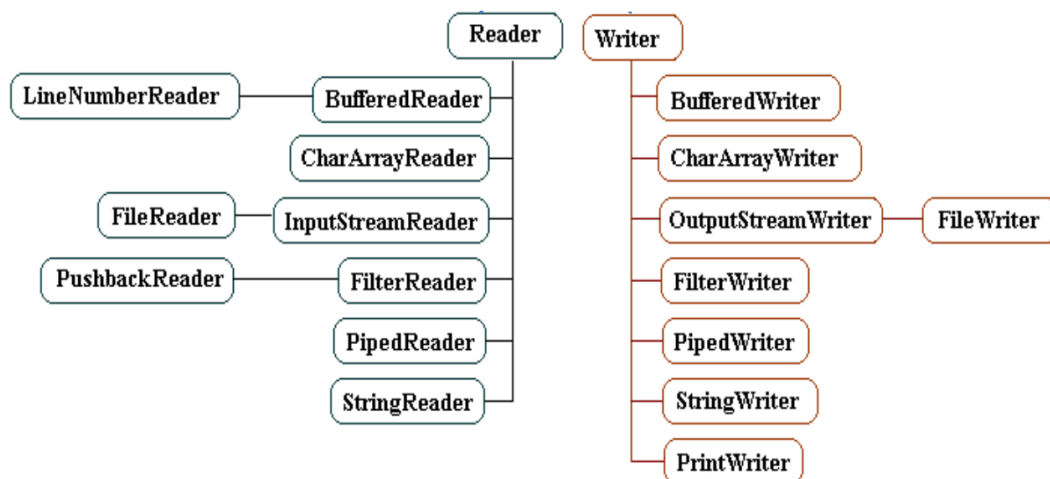 Reader
Writer
LineNumberReader
BufferedReader
BufferedWriter
CharArrayReader
CharArrayWriter
FileReader
InputStreamReader
OutputStreamWriter
FileWriter
PushbackReader
FilterReader
FilterWriter
PipedReader
PipedWriter
StringReader
StringWriter
PrintWriter